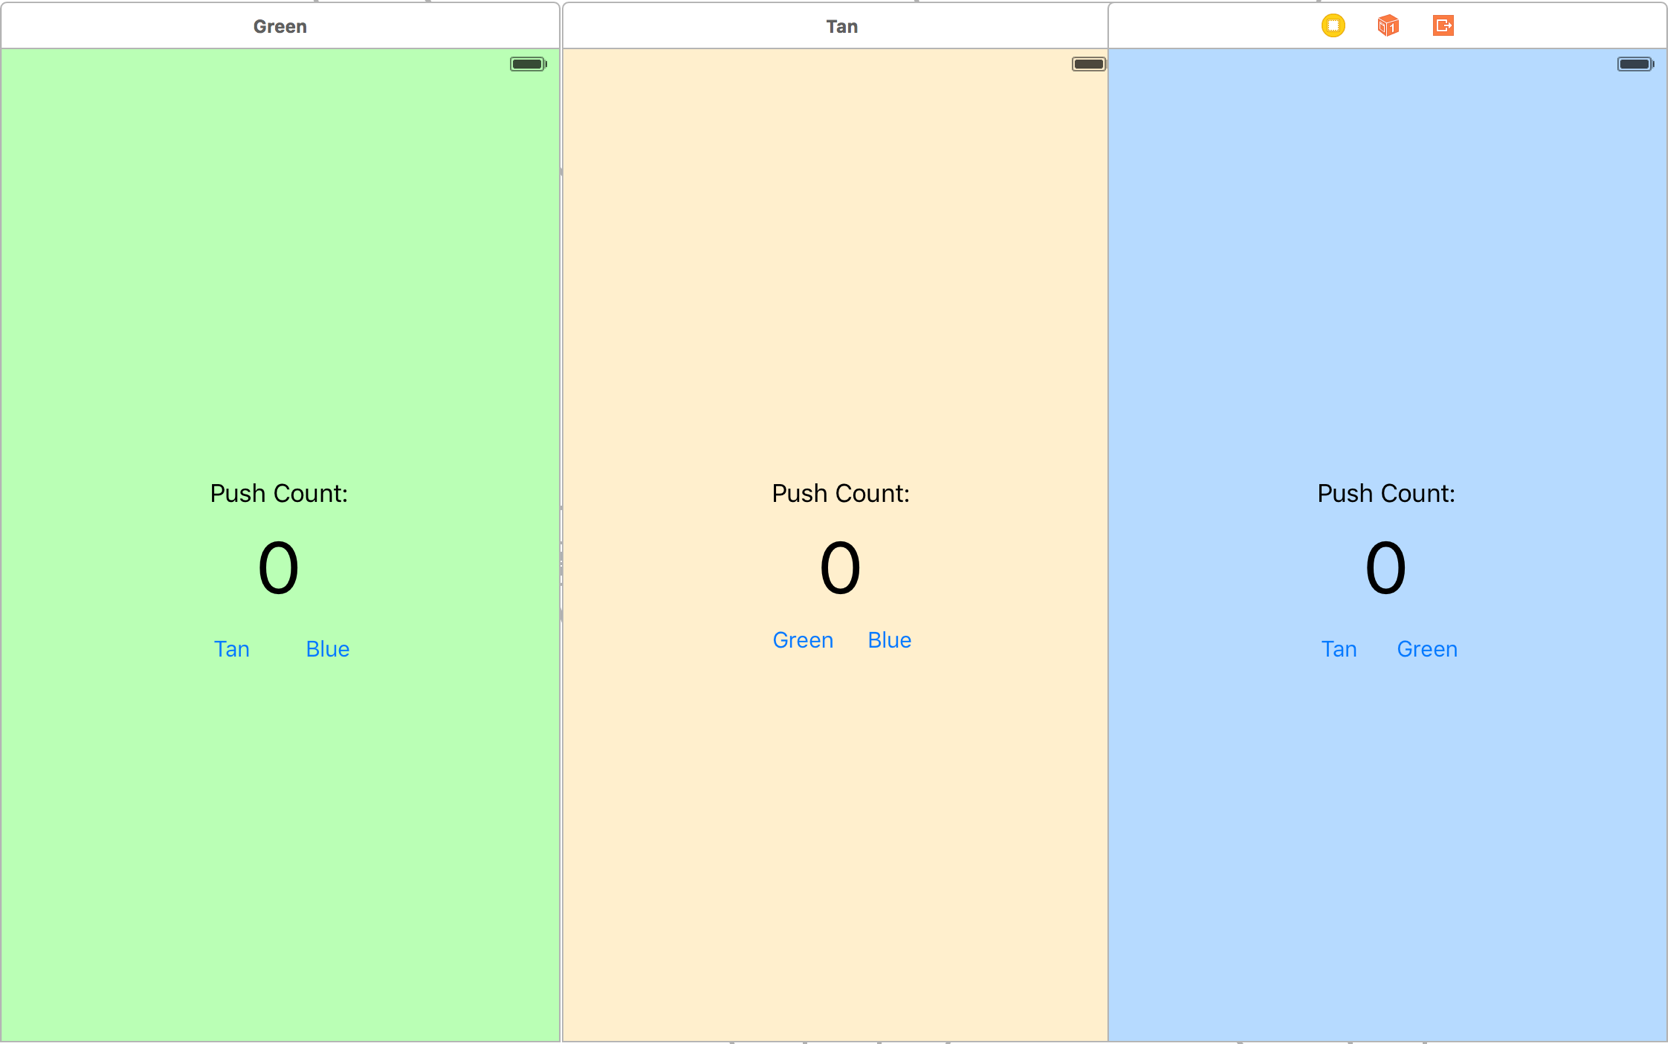 Green
Push Count:
0
Tan Blue
Tan
Push Count:
0
Green Blue
Push Count:
0
Tan Green